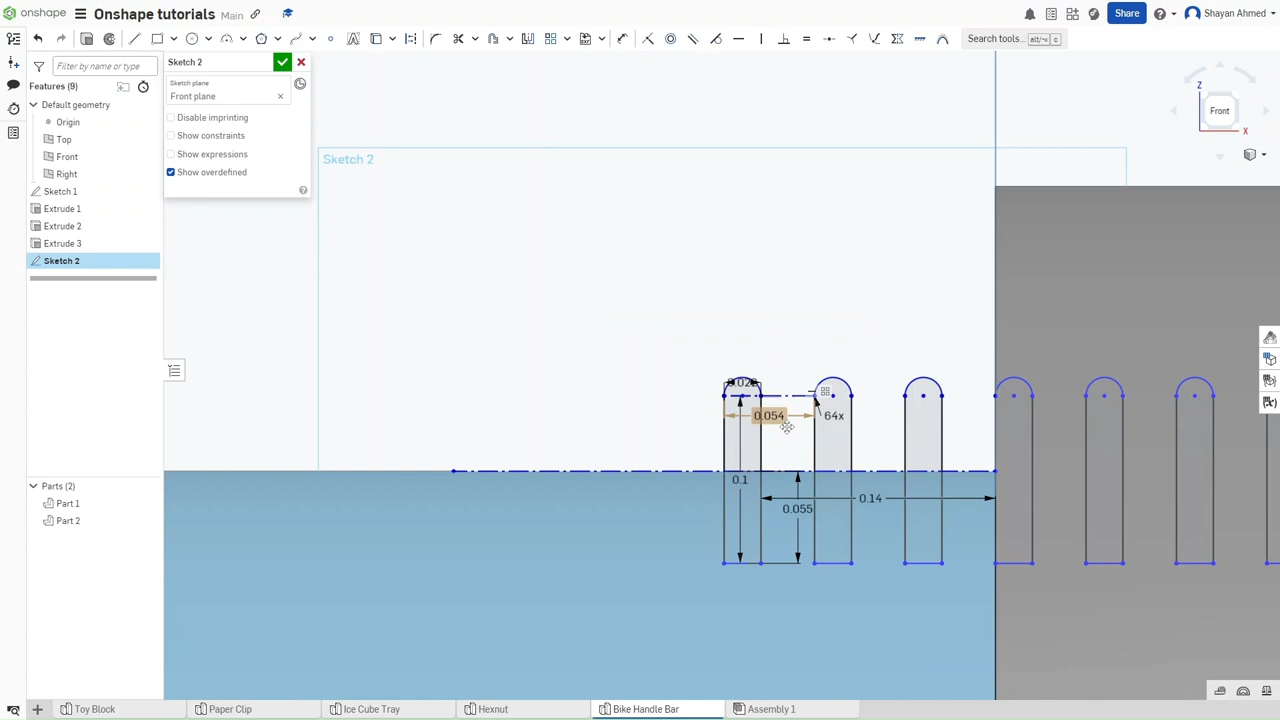 onshape
Onshape tutorials
Main
Share
Shayan Ahmed
Search tools...
alt/⌥
c
Filter by name or type
Features (9)
Default geometry
Origin
Top
Front
Right
Sketch 1
Extrude 1
Extrude 2
Extrude 3
Sketch 2
Sketch 2
Sketch plane
Front plane
Disable imprinting
Show constraints
Show expressions
Show overdefined
Sketch 2
Z
Front
X
0.054
64x
0.1
0.14
0.055
Parts (2)
Part 1
Part 2
Toy Block
Paper Clip
Ice Cube Tray
Hexnut
Bike Handle Bar
Assembly 1